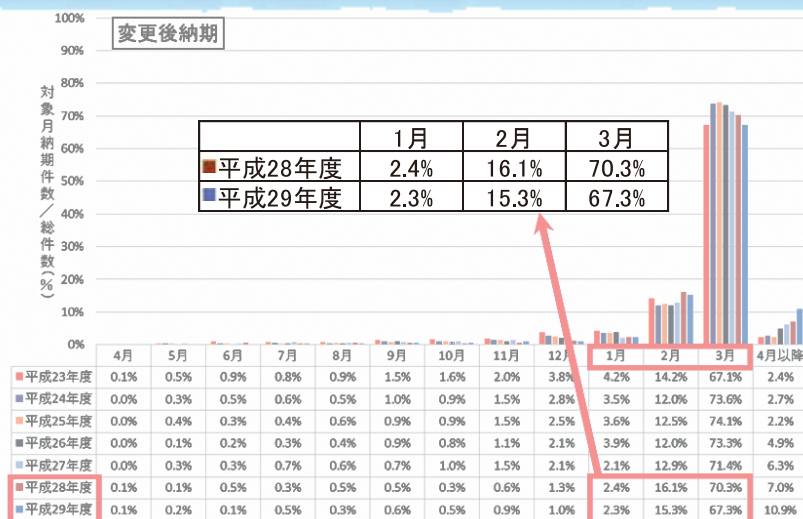 変更後納期
対象月納期件数/総件数(%)
100%
90%
80%
70%
60%
50%
40%
30%
20%
10%
0%
1月 2月 3月
平成28年度 2.4% 16.1% 70.3%
平成29年度 2.3% 15.3% 67.3%
4月 5月 6月 7月 8月 9月 10月 11月 12月 1月 2月 3月 4月以降
平成23年度 0.1% 0.5% 0.9% 0.8% 0.9% 1.5% 1.6% 2.0% 3.8% 4.2% 14.2% 67.1% 2.4%
平成24年度 0.0% 0.3% 0.5% 0.6% 0.5% 1.0% 0.9% 1.5% 2.8% 3.5% 12.0% 73.6% 2.7%
平成25年度 0.0% 0.4% 0.3% 0.4% 0.6% 0.9% 0.9% 1.5% 2.5% 3.6% 12.5% 74.1% 2.2%
平成26年度 0.0% 0.1% 0.2% 0.3% 0.4% 0.9% 0.8% 1.1% 2.1% 3.9% 12.0% 73.3% 4.9%
平成27年度 0.0% 0.3% 0.3% 0.7% 0.6% 0.7% 1.0% 1.5% 2.1% 2.1% 12.9% 71.4% 6.3%
平成28年度 0.1% 0.1% 0.5% 0.3% 0.5% 0.5% 0.3% 0.6% 1.3% 2.4% 16.1% 70.3% 7.0%
平成29年度 0.1% 0.2% 0.1% 0.5% 0.3% 0.6% 0.5% 0.9% 1.0% 2.3% 15.3% 67.3% 10.9%